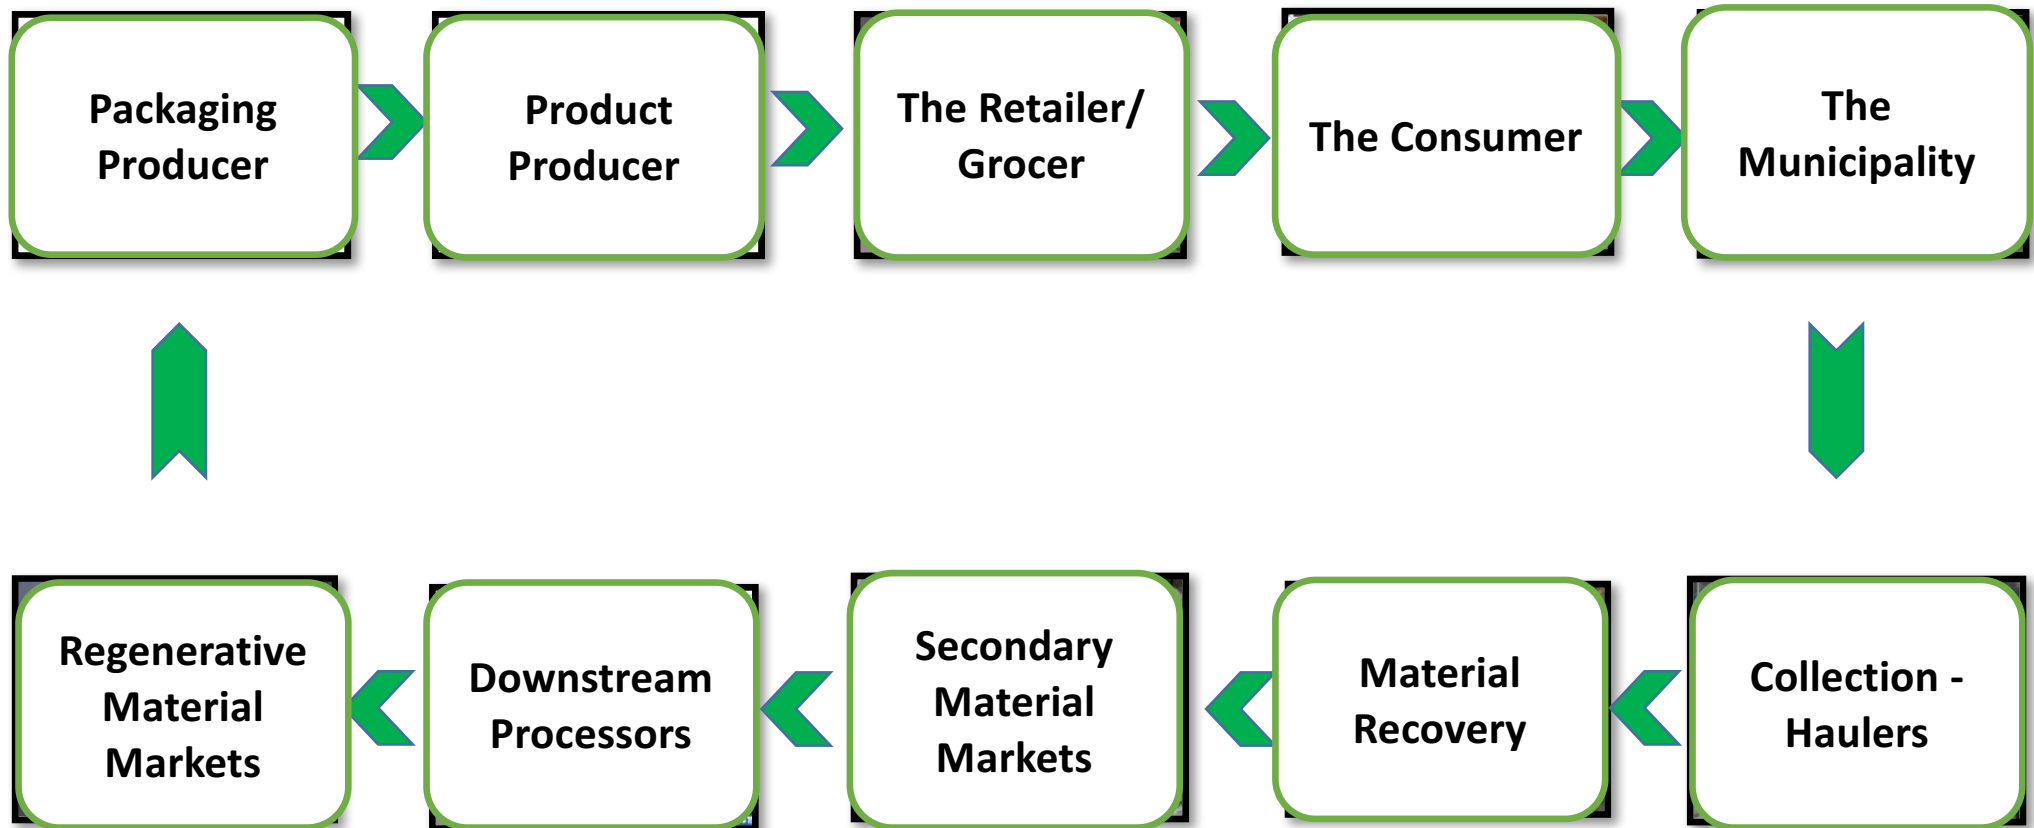 Packaging
Producer
Product
Producer
The Retailer/
Grocer
The Consumer
The
Municipality
Regenerative
Material
Markets
Downstream
Processors
Secondary
Material
Markets
Material
Recovery
Collection -
Haulers